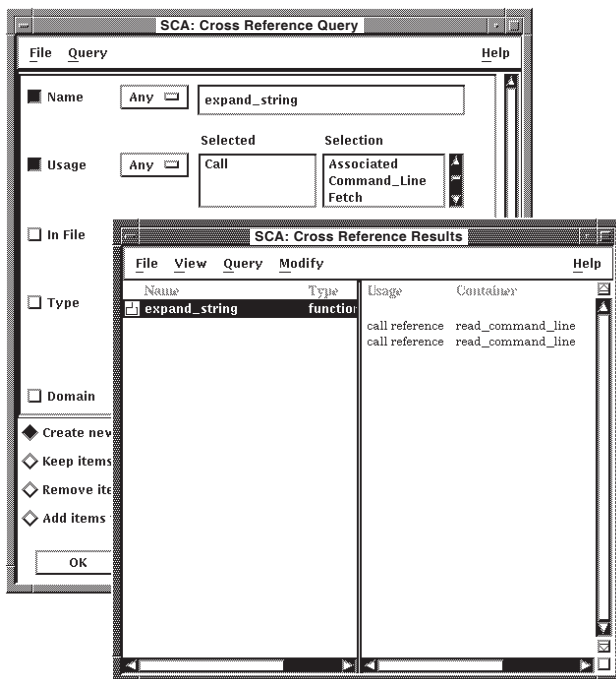 SCA: Cross Reference Query
File Query Help
Name Any expand_string
Selected Selection
Usage Any Call Associated
Command_Line
Fetch
In File
Type
Domain
Create new
Keep items
Remove ite
Add items
OK
SCA: Cross Reference Results
File View Query Modify Help
Name Type Usage Container
expand_string function
call reference read_command_line
call reference read_command_line